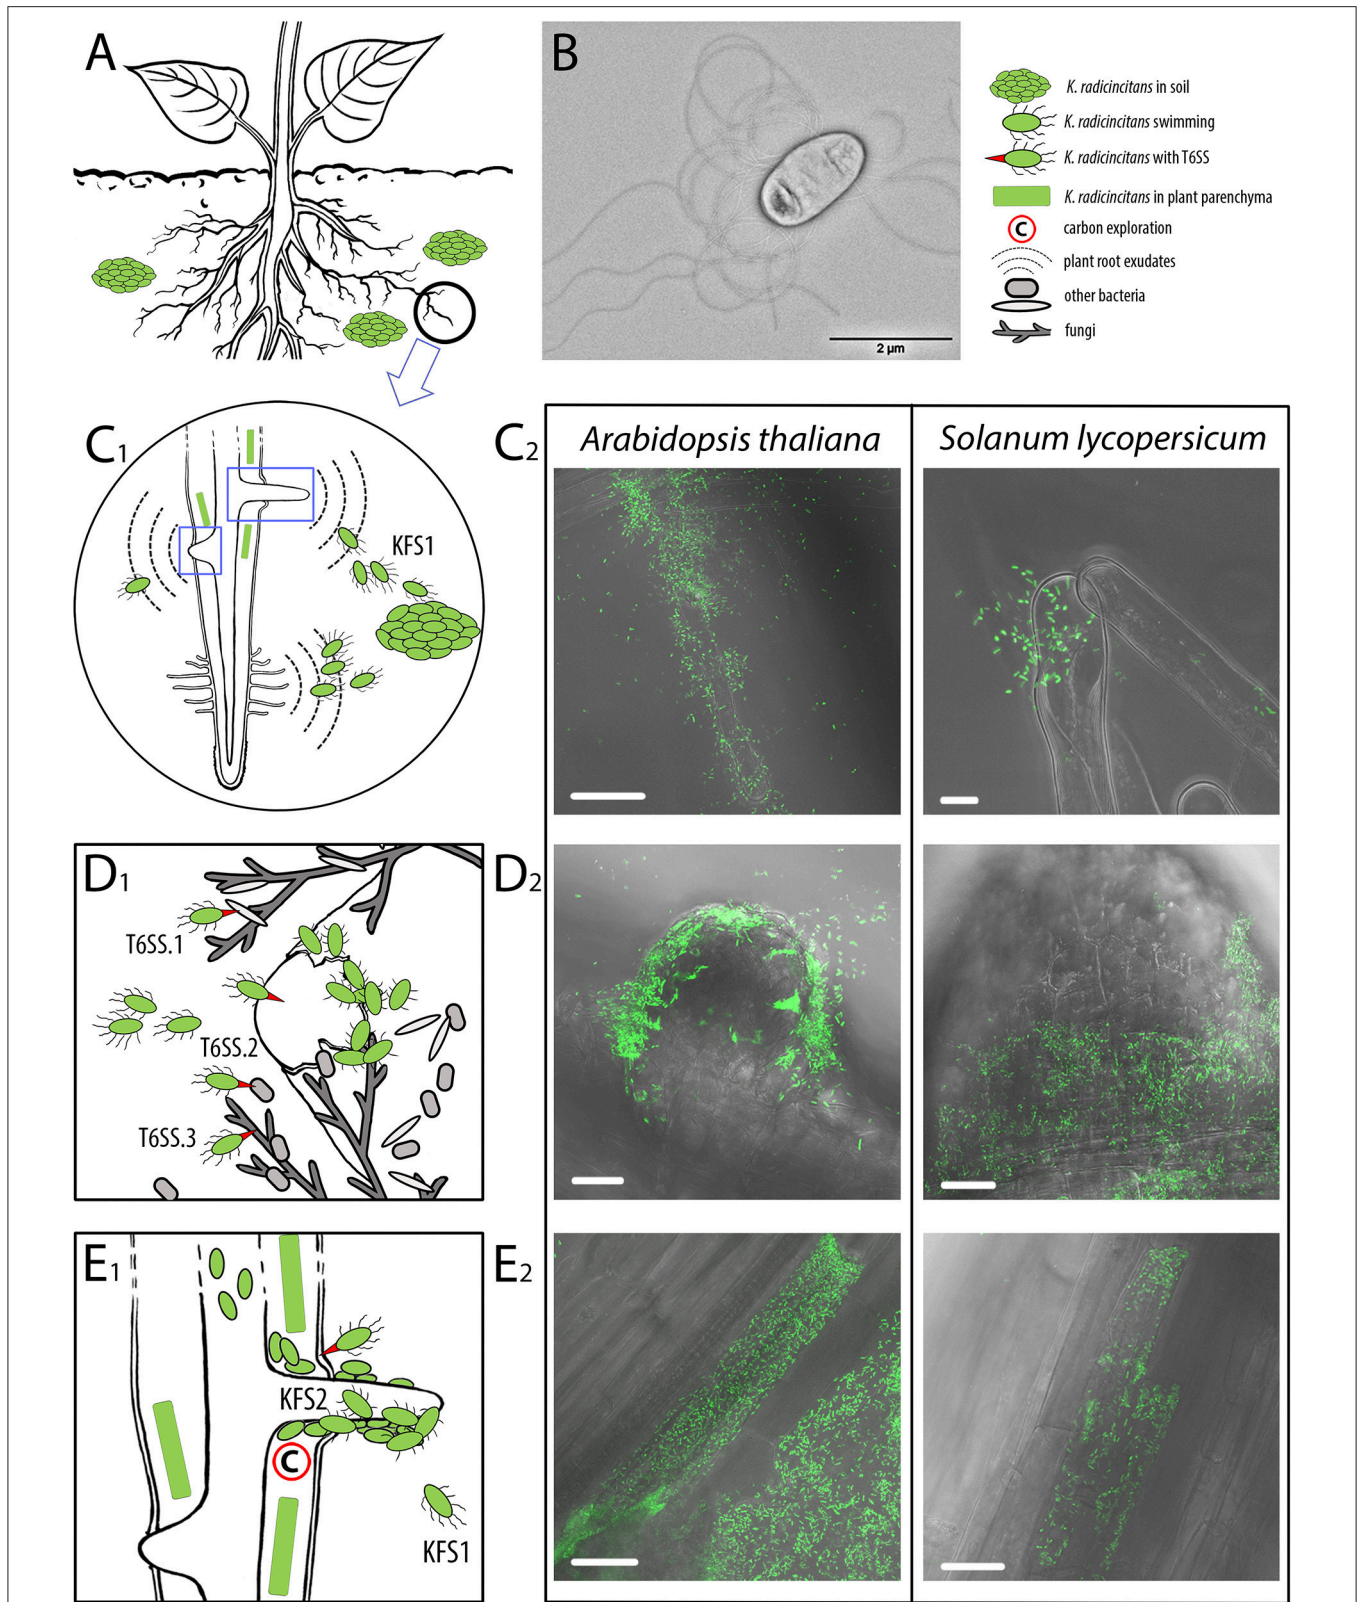 A
B
2 µm
K. radicincitans in soil
K. radicincitans swimming
K. radicincitans with T6SS
K. radicincitans in plant parenchyma
C carbon exploration
plant root exudates
other bacteria
fungi
C1
KFS1
C2
Arabidopsis thaliana
Solanum lycopersicum
D1
T6SS.1
T6SS.2
T6SS.3
D2
E1
KFS2
C
KFS1
E2